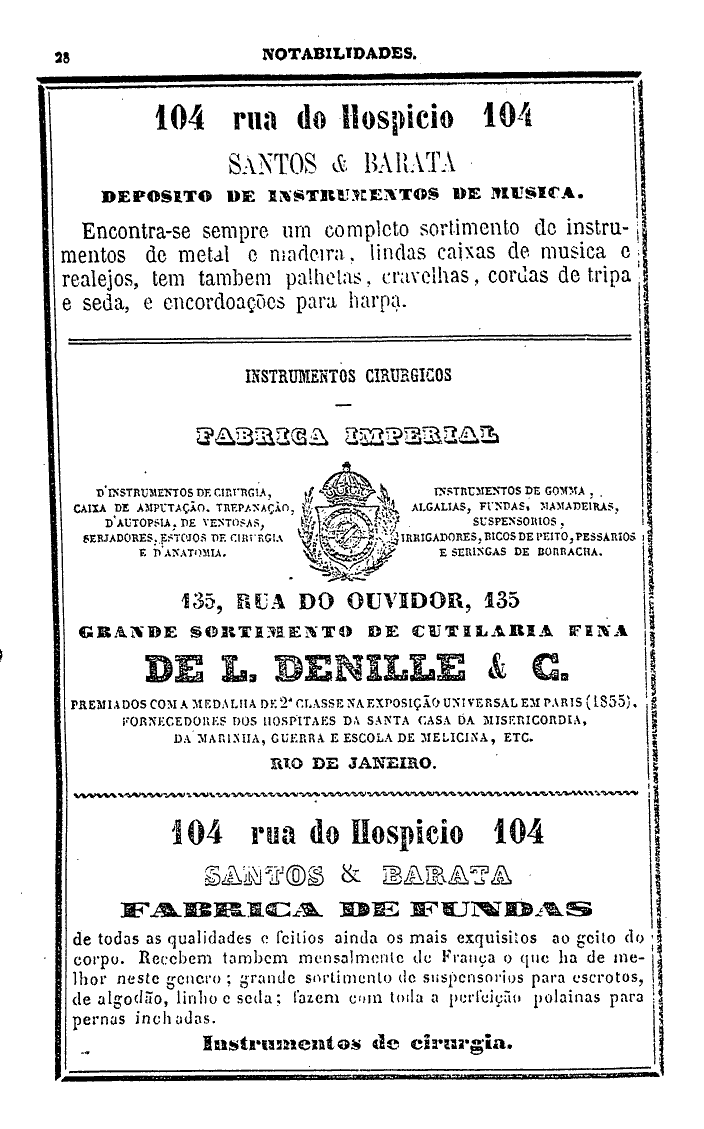 28
NOTABILIDADES.
104 rua do Hospicio 104
SANTOS & BARATA
DEPOSITO DE INSTRUMENTOS DE MUSICA.
Encontra-se sempre um completo sortimento de instru-
mentos de metal e madeira, lindas caixas de musica e
realejos, tem tambem palhetas, cravelhas, cordas de tripa
e seda, e encordoações para harpa.
INSTRUMENTOS CIRURGICOS
FABRICA IMPERIAL
D'INSTRUMENTOS DE CIRURGIA,
CAIXA DE AMPUTAÇÃO, TREPANAÇÃO,
D'AUTOPSIA, DE VENTOSAS,
SERJADORES, ESTOJOS DE CIRURGIA
E D'ANATOMIA.
INSTRUMENTOS DE GOMMA,
ALGALIAS, FUNDAS, MAMADEIRAS,
SUSPENSORIOS,
IRRIGADORES, BICOS DE PEITO, PESSARIOS
E SERINGAS DE BORRACHA.
135, RUA DO OUVIDOR, 135
GRANDE SORTIMENTO DE CUTILARIA FINA
DE L. DENILLE & C.
PREMIADOS COM A MEDALHA DE 2ª CLASSE NA EXPOSIÇÃO UNIVERSAL EM PARIS (1855),
FORNECEDORES DOS HOSPITAES DA SANTA CASA DA MISERICORDIA,
DA MARINHA, GUERRA E ESCOLA DE MELICINA, ETC.
RIO DE JANEIRO.
104 rua do Hospicio 104
SANTOS & BARATA
FABRICA DE FUNDAS
de todas as qualidades e feitios ainda os mais exquisitos ao geito do
corpo. Recebem tambem mensalmente de França o que ha de me-
lhor neste genero; grande sortimento de suspensorios para escrotos,
de algodão, linho e seda; fazem com toda a perfeição polainas para
pernas inchadas.
Instrumentos de cirurgia.